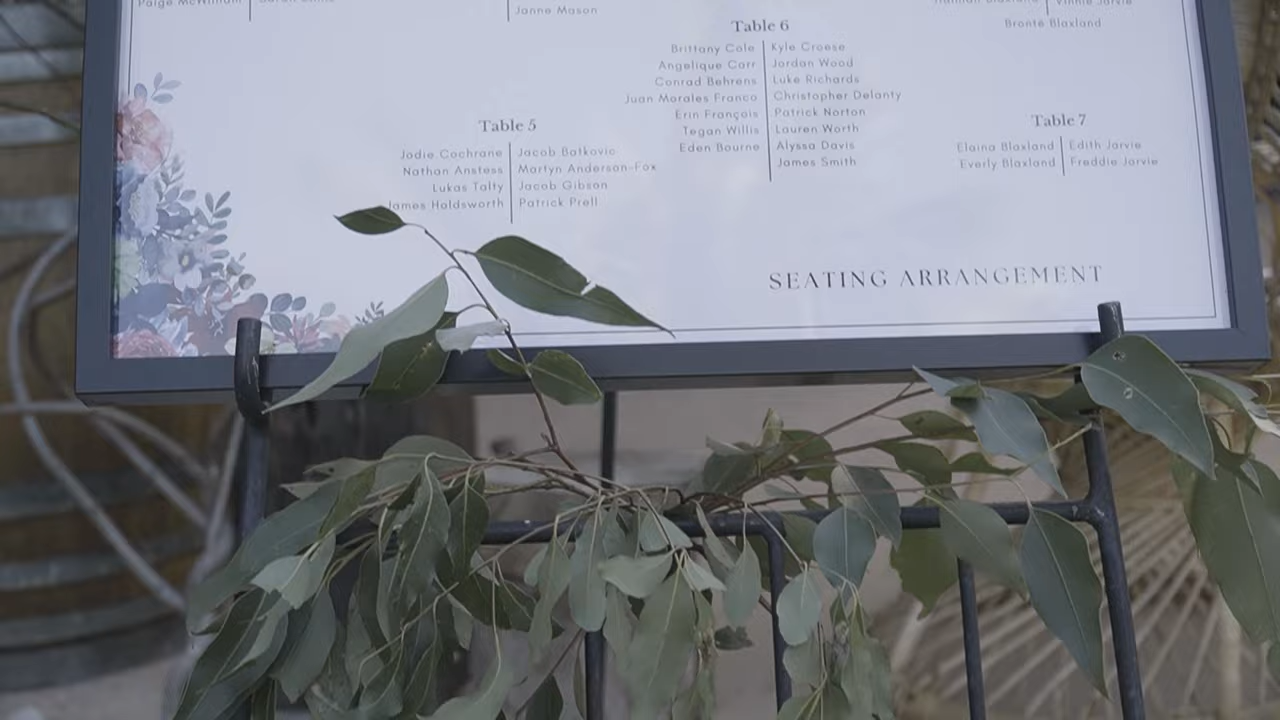 Janne Mason
Bronte Blaxland
Table 5
Jodie Cochrane | Jacob Batkovic
Nathan Anstess | Martyn Anderson-Fox
Lukas Talty | Jacob Gibson
James Haldsworth | Patrick Prell
Table 6
Brittany Cole | Kyle Croese
Angelique Carr | Jordan Wood
Conrad Behrens | Luke Richards
Juan Morales Franco | Christopher Delanty
Erin François | Patrick Norton
Tegan Willis | Lauren Worth
Eden Bourne | Alyssa Davis
James Smith
Table 7
Elaina Blaxland | Edith Jarvie
Everly Blaxland | Freddie Jarvie
SEATING ARRANGEMENT